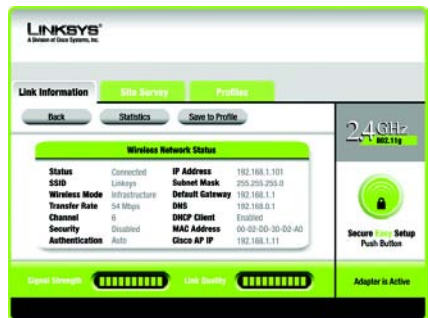 LINKSYS®
A Division of Cisco Systems, Inc.
Link Information Site Survey Profiles
Back Statistics Save to Profile
2.4GHz
802.11g
Wireless Network Status
Status Connected IP Address 192.168.1.101
SSID Linksys Subnet Mask 255.255.255.0
Wireless Mode Infrastructure Default Gateway 192.168.1.1
Transfer Rate 54 Mbps DNS 192.168.0.1
Channel 6 DHCP Client Enabled
Security Disabled MAC Address 00-02-DD-30-D2-A0
Authentication Auto Cisco AP IP 192.168.1.11
Secure Easy Setup
Push Button
Signal Strength Link Quality Adapter is Active